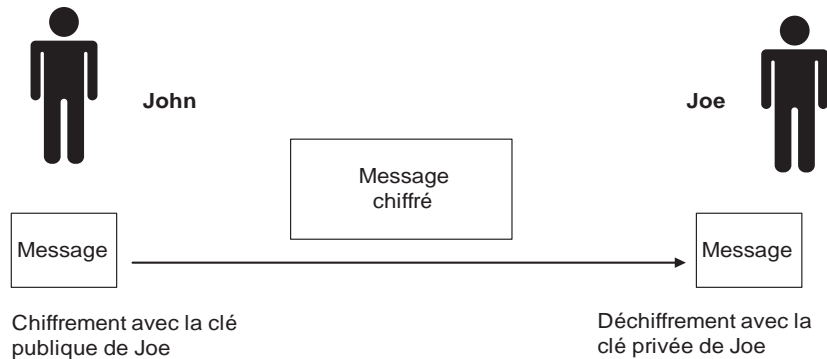 John
Joe
Message
chiffré
Message
Message
Chiffrement avec la clé
publique de Joe
Déchiffrement avec la
clé privée de Joe